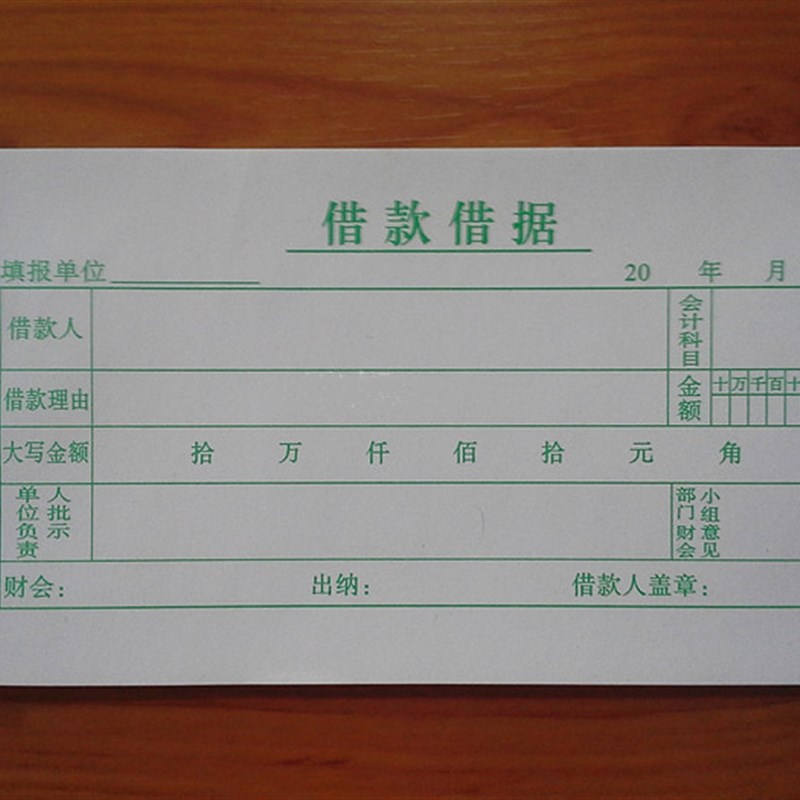 借款借据
填报单位 20 年 月
借款人 会计科目
借款理由 金额 十万千百十
大写金额 拾 万 仟 佰 拾 元 角
单位负责人批示 部门财会小组意见
财会： 出纳： 借款人盖章：